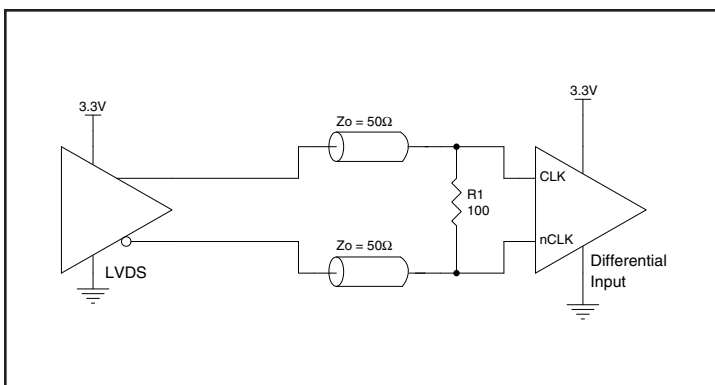 3.3V
3.3V
Zo = 50Ω
CLK
R1
100
Zo = 50Ω
nCLK
LVDS
Differential
Input